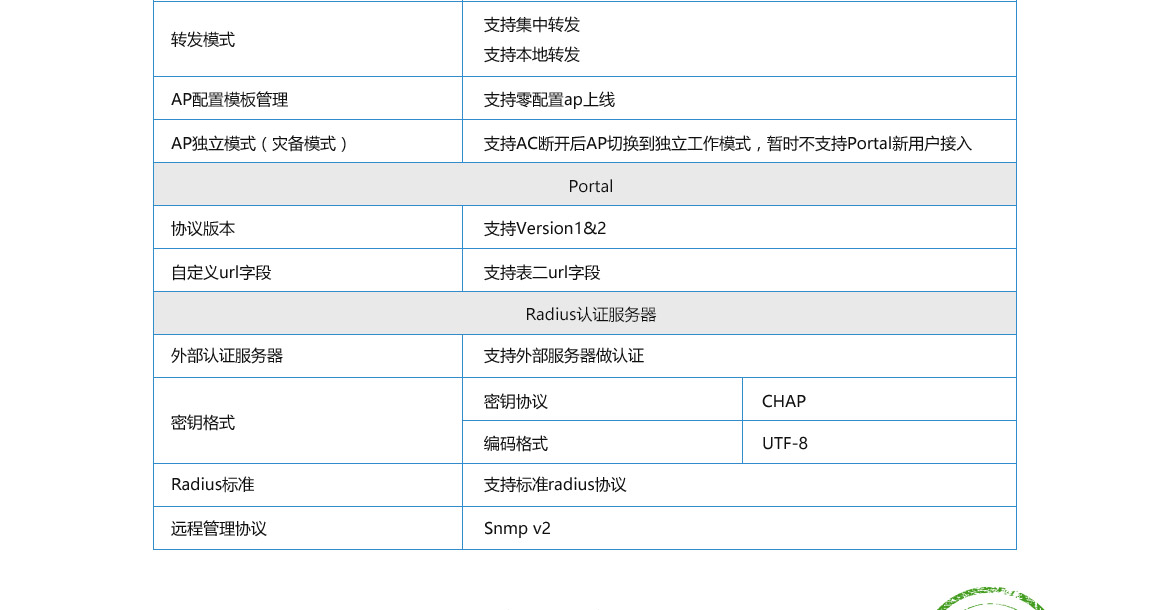 转发模式
支持集中转发
支持本地转发
AP配置模板管理
支持零配置ap上线
AP独立模式（灾备模式）
支持AC断开后AP切换到独立工作模式，暂时不支持Portal新用户接入
Portal
协议版本
支持Version1&2
自定义url字段
支持表二url字段
Radius认证服务器
外部认证服务器
支持外部服务器做认证
密钥格式
密钥协议
CHAP
编码格式
UTF-8
Radius标准
支持标准radius协议
远程管理协议
Snmp v2